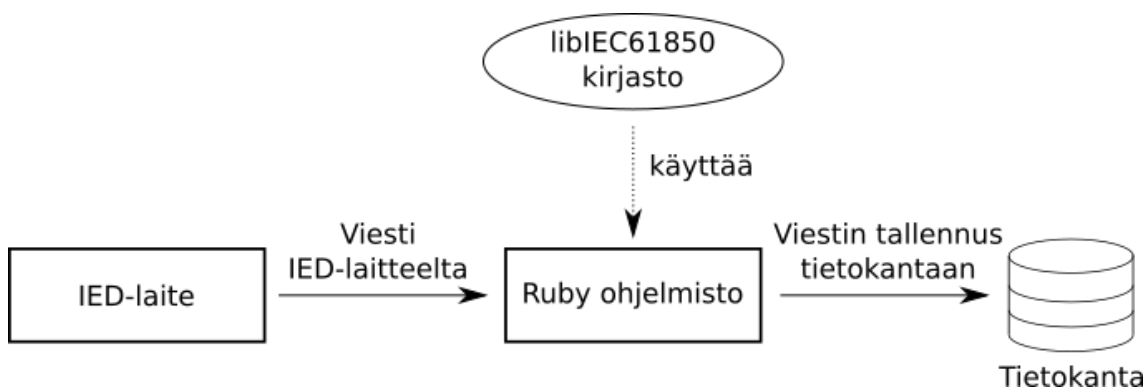 libIEC61850
kirjasto
käyttää
Viesti
IED-laitteelta
Viestin tallennus
tietokantaan
IED-laite
Ruby ohjelmisto
Tietokanta